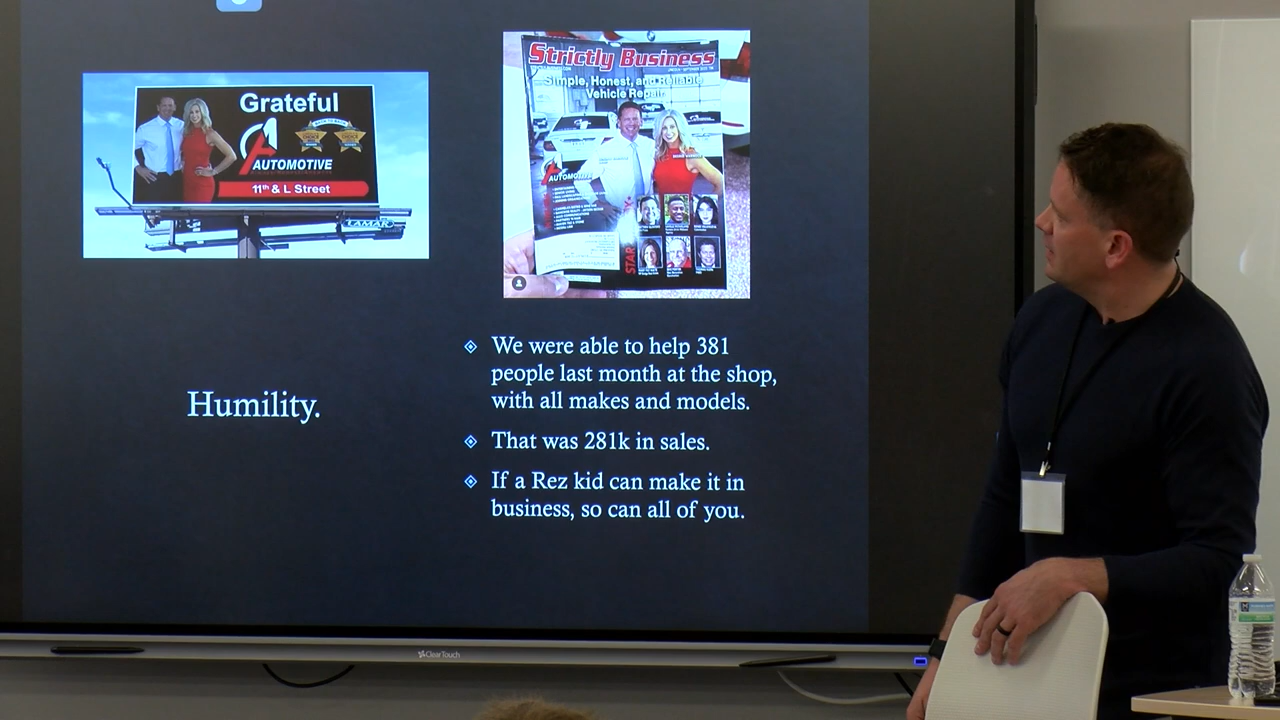 Grateful
AUTOMOTIVE
11th & L Street
LAMAR
Strictly Business
Simple, Honest, and Reliable
Vehicle Repair
AUTOMOTIVE
STAR
Humility.
We were able to help 381
people last month at the shop,
with all makes and models.
That was 281k in sales.
If a Rez kid can make it in
business, so can all of you.
ClearTouch